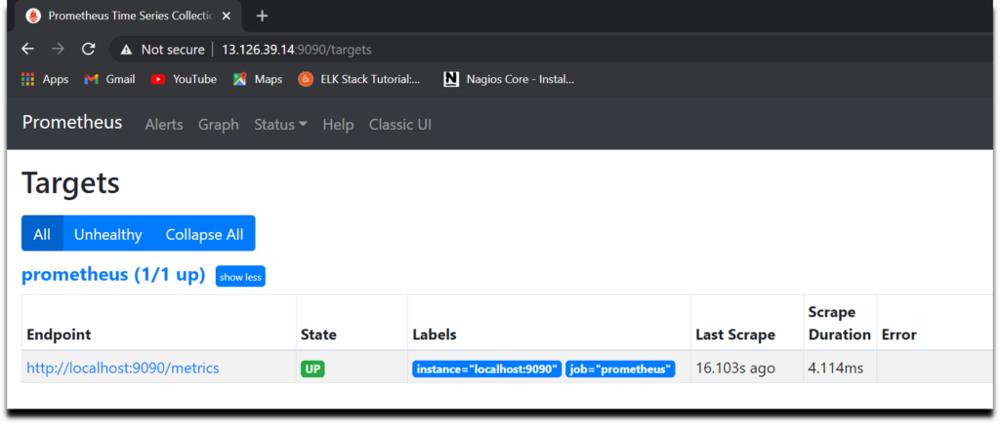 Prometheus Time Series Collectio
Not secure 13.126.39.14:9090/targets
Apps Gmail YouTube Maps ELK Stack Tutorial:... Nagios Core - Instal...
Prometheus Alerts Graph Status Help Classic UI
Targets
All Unhealthy Collapse All
prometheus (1/1 up) show less
Endpoint State Labels Last Scrape Scrape Duration Error
http://localhost:9090/metrics UP instance="localhost:9090" job="prometheus" 16.103s ago 4.114ms